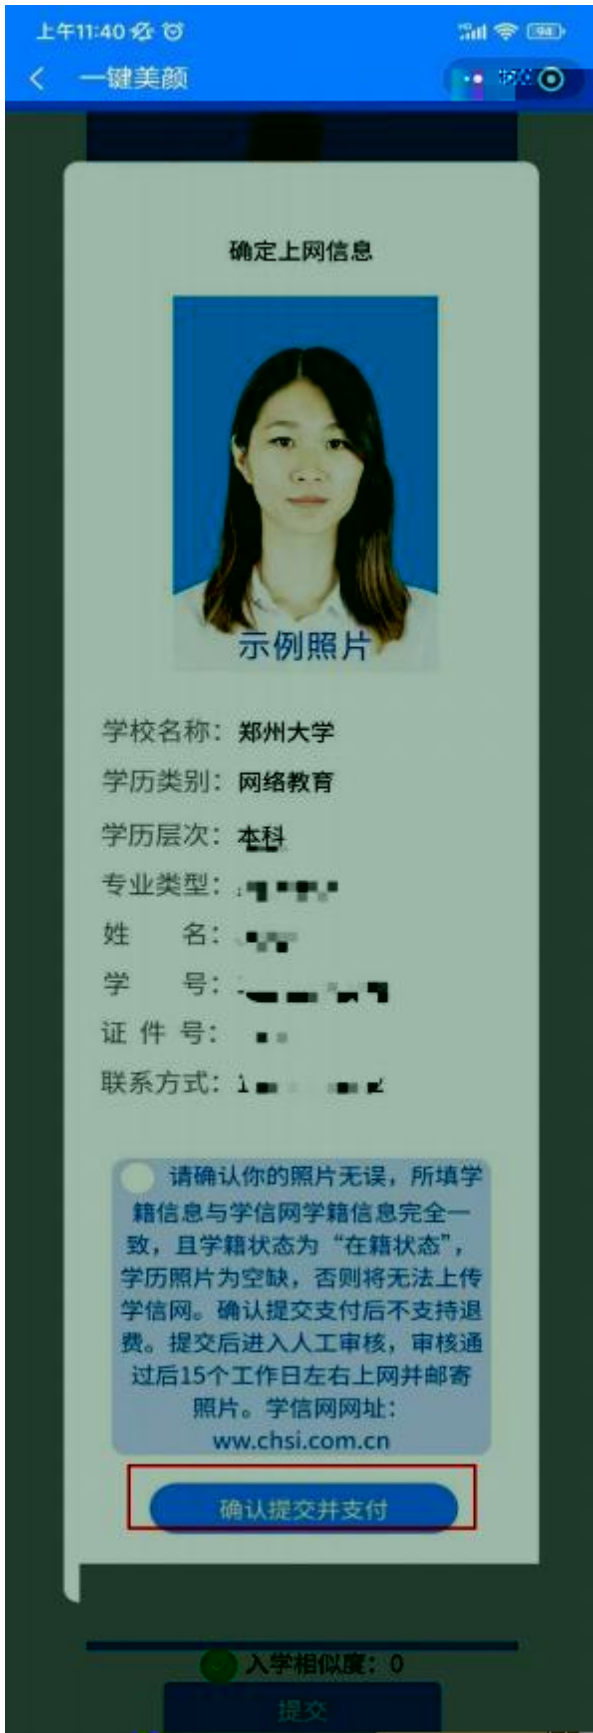 上午11:40
94
一键美颜
确定上网信息
示例照片
学校名称：郑州大学
学历类别：网络教育
学历层次：本科
专业类型：
姓 名：
学 号：
证 件 号：
联系方式：1
请确认你的照片无误，所填学
籍信息与学信网学籍信息完全一
致，且学籍状态为“在籍状态”，
学历照片为空缺，否则将无法上传
学信网。确认提交支付后不支持退
费。提交后进入人工审核，审核通
过后15个工作日左右上网并邮寄
照片。学信网网址：
ww.chsi.com.cn
确认提交并支付
入学相似度：0
提交